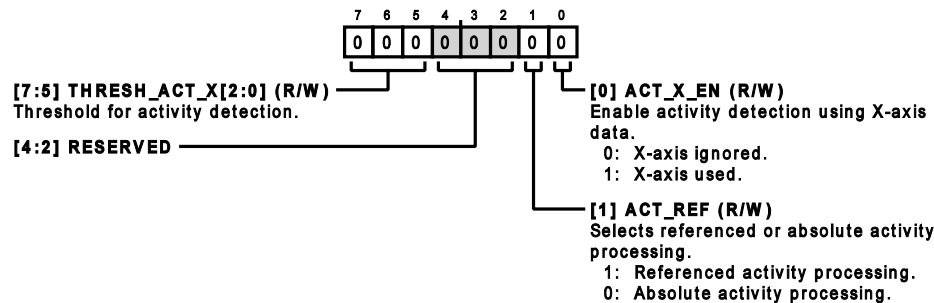 7 6 5 4 3 2 1 0
0 0 0 0 0 0 0 0
[7:5] THRESH_ACT_X[2:0] (R/W)
Threshold for activity detection.
[4:2] RESERVED
[0] ACT_X_EN (R/W)
Enable activity detection using X-axis
data.
0: X-axis ignored.
1: X-axis used.
[1] ACT_REF (R/W)
Selects referenced or absolute activity
processing.
1: Referenced activity processing.
0: Absolute activity processing.